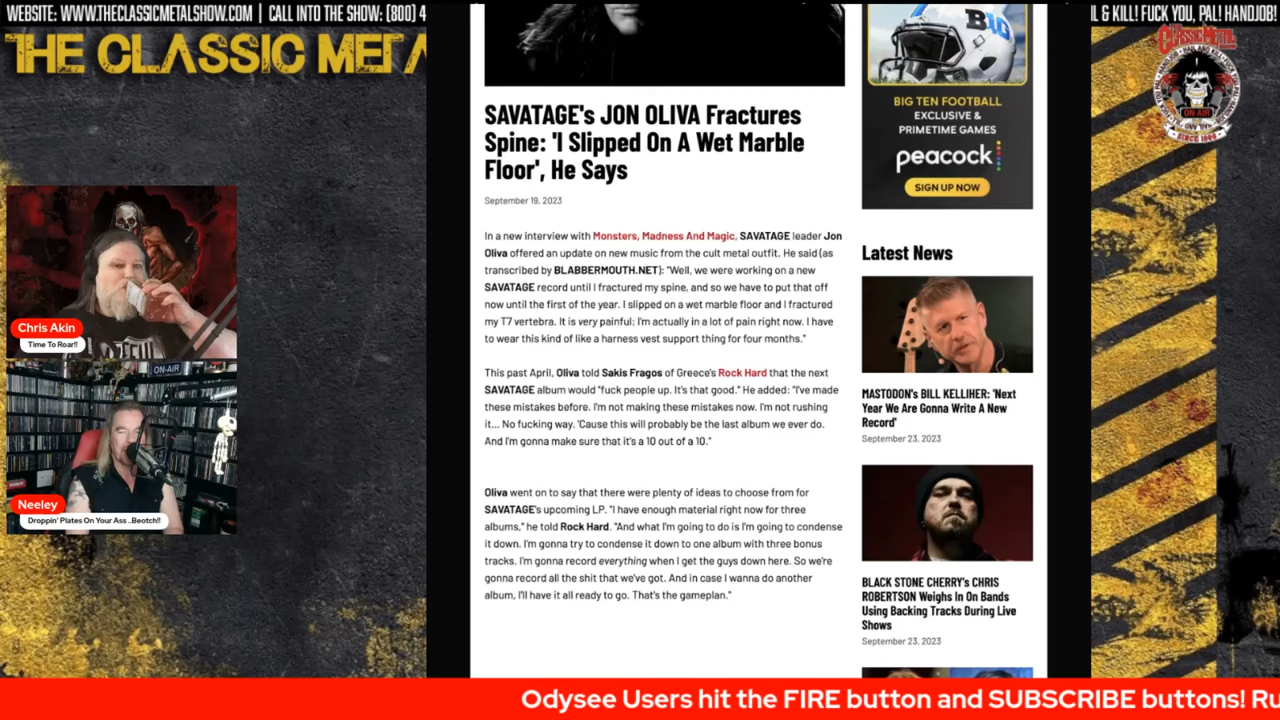 WEBSITE: WWW.THECLASSICMETALSHOW.COM | CALL INTO THE SHOW: (800) 4
IL & KILL! FUCK YOU, PAL! HANDJOB!
THE CLASSIC META
CLASSIC METAL
ON AIR
SINCE 1996
B1G
BIG TEN FOOTBALL
EXCLUSIVE &
PRIMETIME GAMES
peacock
SIGN UP NOW
SAVATAGE's JON OLIVA Fractures
Spine: 'I Slipped On A Wet Marble
Floor', He Says
September 19, 2023
In a new interview with Monsters, Madness And Magic, SAVATAGE leader Jon
Oliva offered an update on new music from the cult metal outfit. He said (as
transcribed by BLABBERMOUTH.NET): "Well, we were working on a new
SAVATAGE record until I fractured my spine, and so we have to put that off
now until the first of the year. I slipped on a wet marble floor and I fractured
my T7 vertebra. It is very painful; I'm actually in a lot of pain right now. I have
to wear this kind of like a harness vest support thing for four months."
This past April, Oliva told Sakis Fragos of Greece's Rock Hard that the next
SAVATAGE album would "fuck people up. It's that good." He added: "I've made
these mistakes before. I'm not making these mistakes now. I'm not rushing
it... No fucking way. 'Cause this will probably be the last album we ever do.
And I'm gonna make sure that it's a 10 out of a 10."
Oliva went on to say that there were plenty of ideas to choose from for
SAVATAGE's upcoming LP. "I have enough material right now for three
albums," he told Rock Hard. "And what I'm going to do is I'm going to condense
it down. I'm gonna try to condense it down to one album with three bonus
tracks. I'm gonna record everything when I get the guys down here. So we're
gonna record all the shit that we've got. And in case I wanna do another
album, I'll have it all ready to go. That's the gameplan."
Latest News
MASTODON's BILL KELLIHER: 'Next
Year We Are Gonna Write A New
Record'
September 23, 2023
BLACK STONE CHERRY's CHRIS
ROBERTSON Weighs In On Bands
Using Backing Tracks During Live
Shows
September 23, 2023
Chris Akin
Time To Roar!!
ON-AIR
Neeley
Droppin' Plates On Your Ass ..Beotch!!
Odysee Users hit the FIRE button and SUBSCRIBE buttons! Ru